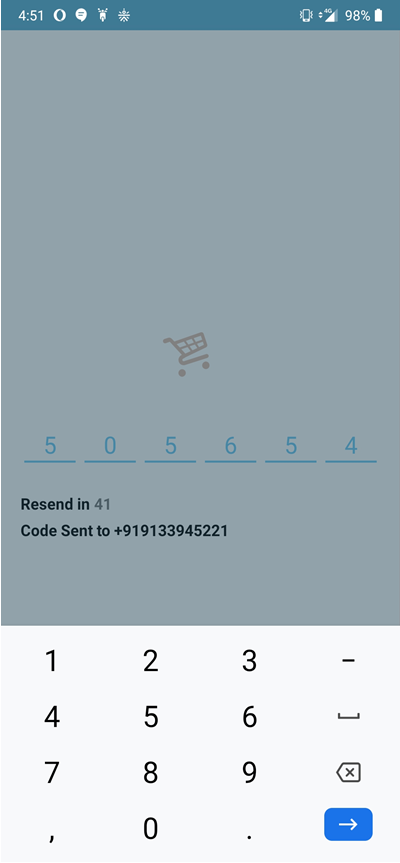 4:51 4G 98%
5 0 5 6 5 4
Resend in 41
Code Sent to +919133945221
1 2 3 –
4 5 6
7 8 9
, 0 .